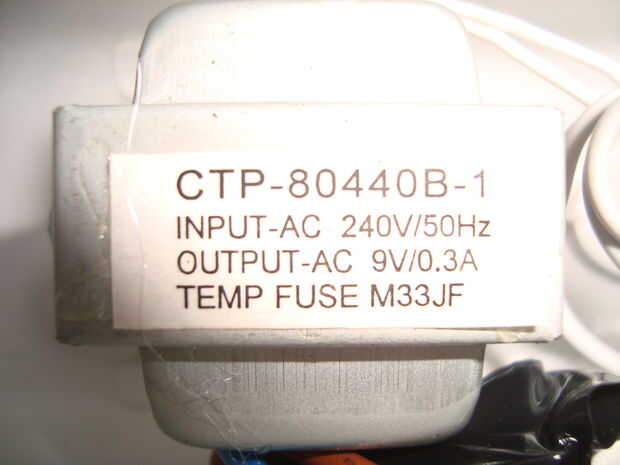 CTP-80440B-1
INPUT-AC 240V/50Hz
OUTPUT-AC 9V/0.3A
TEMP FUSE M33JF